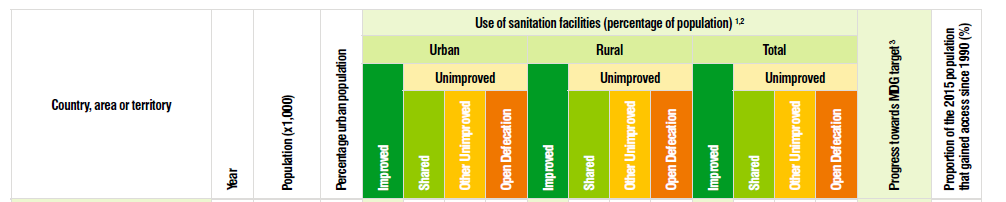 Use of sanitation facilities (percentage of population) 1,2
Urban
Rural
Total
Unimproved
Unimproved
Unimproved
Country, area or territory
Year
Population (x1,000)
Percentage urban population
Improved
Shared
Other Unimproved
Open Defecation
Improved
Shared
Other Unimproved
Open Defecation
Improved
Shared
Other Unimproved
Open Defecation
Progress towards MDG target 3
Proportion of the 2015 population
that gained access since 1990 (%)